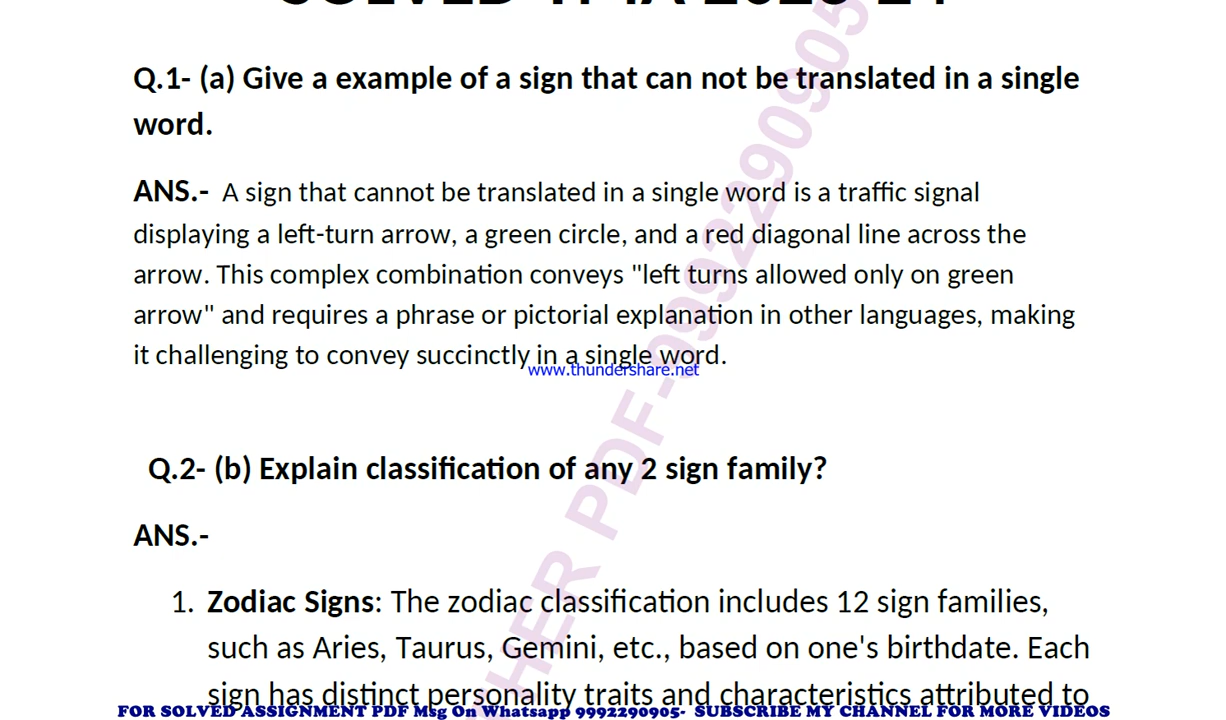 Q.1- (a) Give a example of a sign that can not be translated in a single
word.
ANS.- A sign that cannot be translated in a single word is a traffic signal
displaying a left-turn arrow, a green circle, and a red diagonal line across the
arrow. This complex combination conveys "left turns allowed only on green
arrow" and requires a phrase or pictorial explanation in other languages, making
it challenging to convey succinctly in a single word.
www.thundershare.net
Q.2- (b) Explain classification of any 2 sign family?
ANS.-
1. Zodiac Signs: The zodiac classification includes 12 sign families,
such as Aries, Taurus, Gemini, etc., based on one's birthdate. Each
sign has distinct personality traits and characteristics attributed to
HER PDF-9992290905
FOR SOLVED ASSIGNMENT PDF Msg On Whatsapp 9992290905- SUBSCRIBE MY CHANNEL FOR MORE VIDEOS